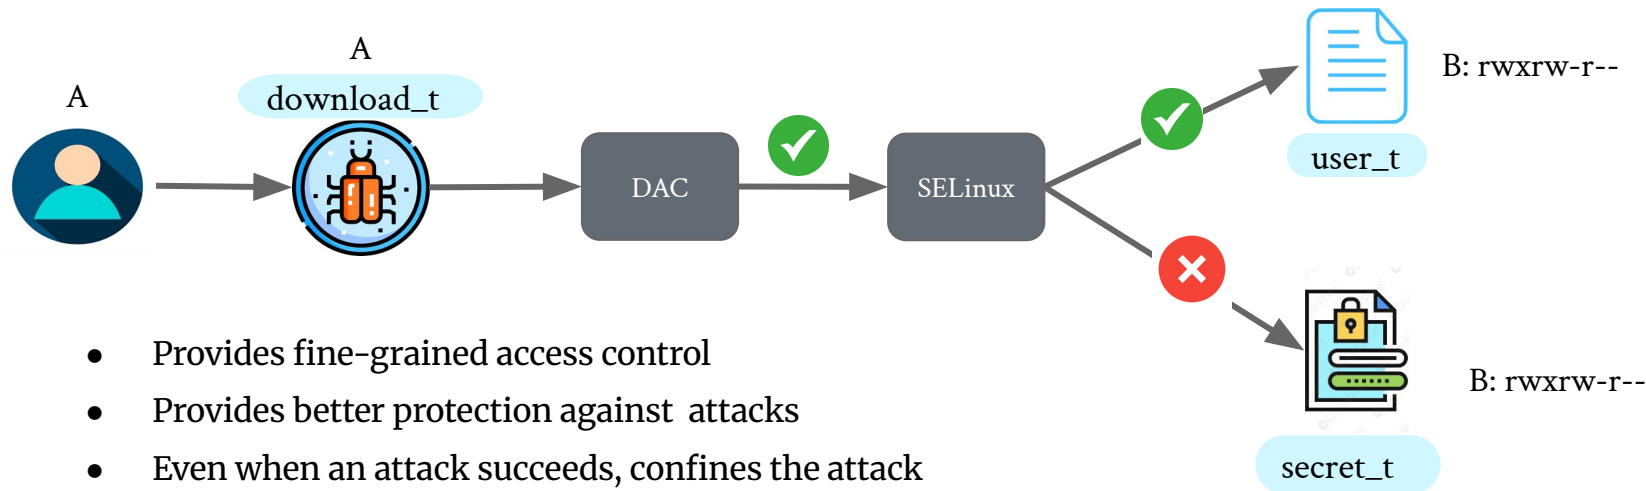 A
A
download_t
DAC
SELinux
B: rwxrw-r--
user_t
B: rwxrw-r--
secret_t
● Provides fine-grained access control
● Provides better protection against attacks
● Even when an attack succeeds, confines the attack